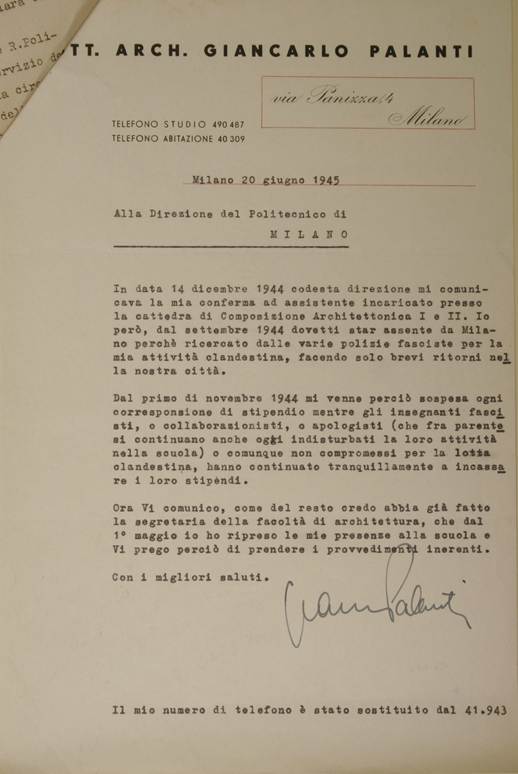 lara
e R.Poli-
ervizio de
a circ
del
TT. ARCH. GIANCARLO PALANTI
via Panizza, 4
Milano
TELEFONO STUDIO 490 487
TELEFONO ABITAZIONE 40 309
Milano 20 giugno 1945
Alla Direzione del Politecnico di
M I L A N O
In data 14 dicembre 1944 codesta direzione mi comuni-
cava la mia conferma ad assistente incaricato presso
la cattedra di Composizione Architettonica I e II. Io
però, dal settembre 1944 dovetti star assente da Mila-
no perchè ricercato dalle varie polizie fasciste per la
mia attività clandestina, facendo solo brevi ritorni nel
la nostra città.
Dal primo di novembre 1944 mi venne perciò sospesa ogni
corresponsione di stipendio mentre gli insegnanti fasci
sti, o collaborazionisti, o apologisti (che fra parente
si continuano anche oggi indisturbati la loro attività
nella scuola) o comunque non compromessi per la lotta
clandestina, hanno continuato tranquillamente a incassa
re i loro stipendi.
Ora Vi comunico, come del resto credo abbia già fatto
la segretaria della facoltà di architettura, che dal
1° maggio io ho ripreso le mie presenze alla scuola e
Vi prego perciò di prendere i provvedimenti inerenti.
Con i migliori saluti.
Gianc Palanti
Il mio numero di telefono è stato sostituito dal 41.943